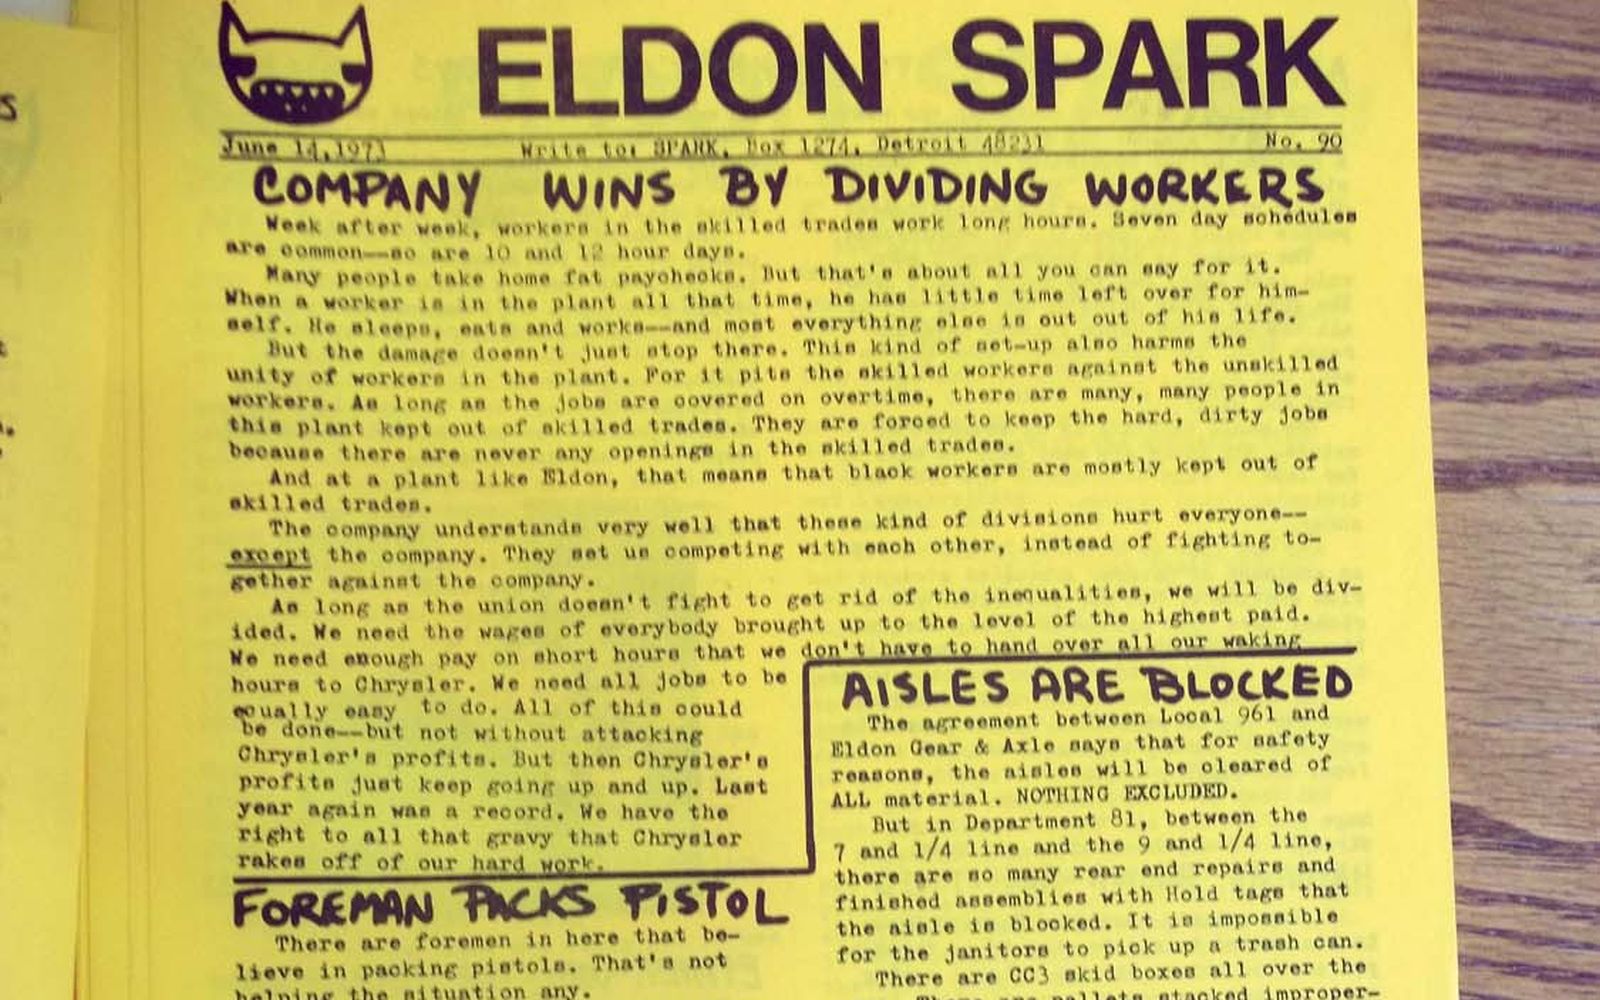 ELDON SPARK
June 14,1973 Write to: SPARK, Box 1274, Detroit 48231 No. 90
COMPANY WINS BY DIVIDING WORKERS
Week after week, workers in the skilled trades work long hours. Seven day schedules
are common--so are 10 and 12 hour days.
Many people take home fat paychecks. But that's about all you can say for it.
When a worker is in the plant all that time, he has little time left over for him-
self. He sleeps, eats and works--and most everything else is out out of his life.
But the damage doesn't just stop there. This kind of set-up also harms the
unity of workers in the plant. For it pits the skilled workers against the unskilled
workers. As long as the jobs are covered on overtime, there are many, many people in
this plant kept out of skilled trades. They are forced to keep the hard, dirty jobs
because there are never any openings in the skilled trades.
And at a plant like Eldon, that means that black workers are mostly kept out of
skilled trades.
The company understands very well that these kind of divisions hurt everyone--
except the company. They set us competing with each other, instead of fighting to-
gether against the company.
As long as the union doesn't fight to get rid of the inequalities, we will be div-
ided. We need the wages of everybody brought up to the level of the highest paid.
We need enough pay on short hours that we don't have to hand over all our waking
hours to Chrysler. We need all jobs to be
equally easy to do. All of this could
be done--but not without attacking
Chrysler's profits. But then Chrysler's
profits just keep going up and up. Last
year again was a record. We have the
right to all that gravy that Chrysler
rakes off of our hard work.
AISLES ARE BLOCKED
The agreement between Local 961 and
Eldon Gear & Axle says that for safety
reasons, the aisles will be cleared of
ALL material. NOTHING EXCLUDED.
But in Department 81, between the
7 and 1/4 line and the 9 and 1/4 line,
there are so many rear end repairs and
finished assemblies with Hold tags that
the aisle is blocked. It is impossible
for the janitors to pick up a trash can.
There are CC3 skid boxes all over the
There are pallets stacked improper-
FOREMAN PACKS PISTOL
There are foremen in here that be-
lieve in packing pistols. That's not
helping the situation any.